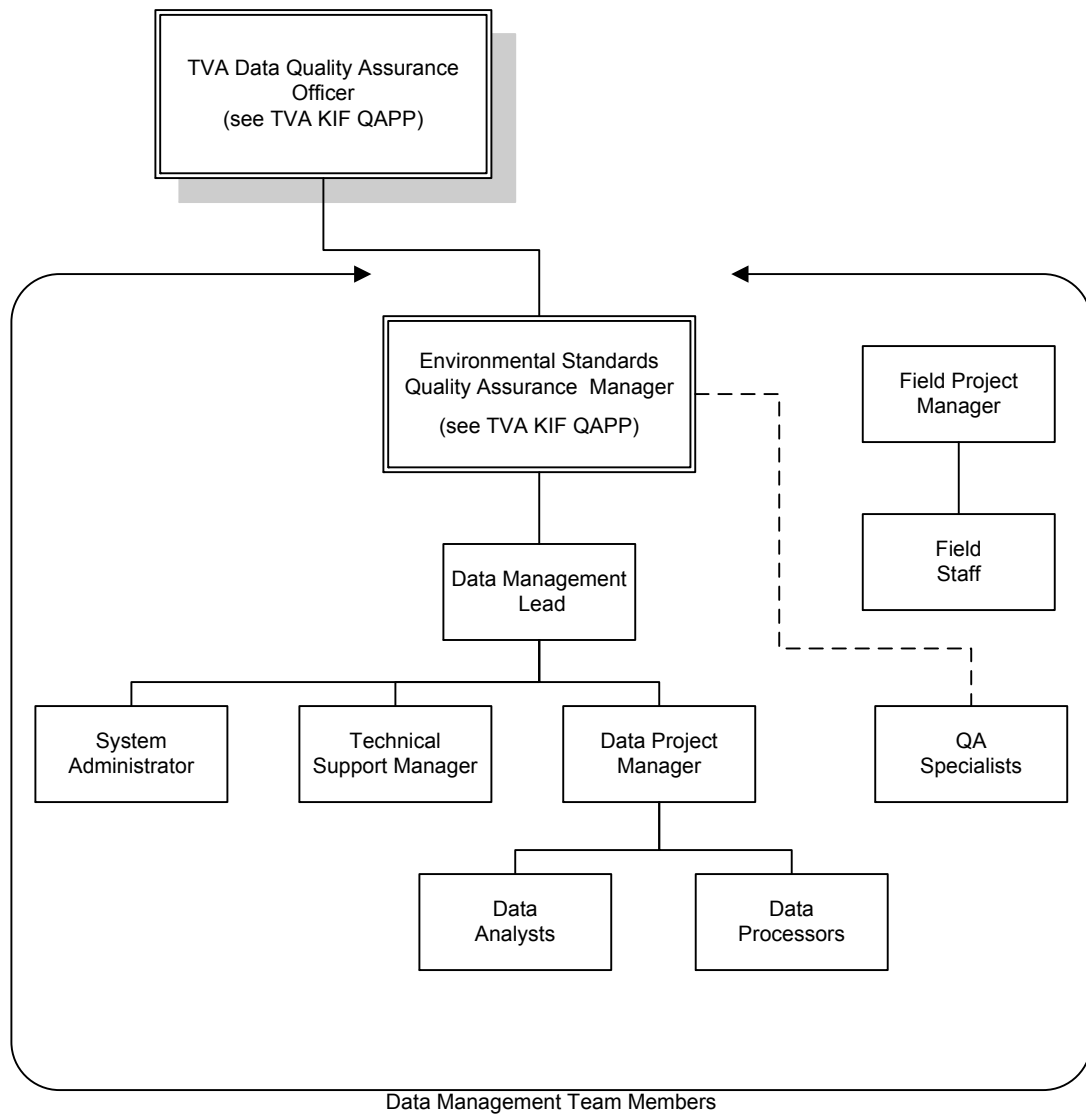 TVA Data Quality Assurance
Officer
(see TVA KIF QAPP)
Environmental Standards
Quality Assurance Manager
(see TVA KIF QAPP)
Field Project
Manager
Field
Staff
Data Management
Lead
System
Administrator
Technical
Support Manager
Data Project
Manager
QA
Specialists
Data
Analysts
Data
Processors
Data Management Team Members